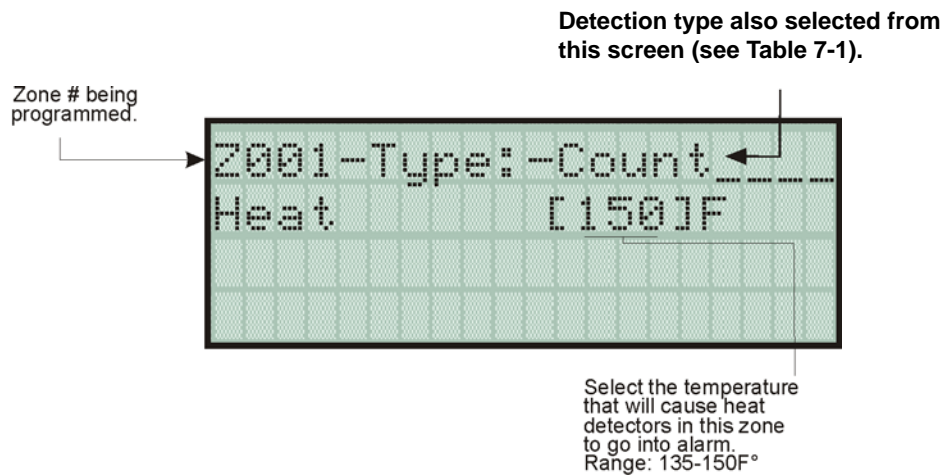 Detection type also selected from
this screen (see Table 7-1).
Zone # being
programmed.
Z001-Type:-Count____
Heat [150]F
Select the temperature
that will cause heat
detectors in this zone
to go into alarm.
Range: 135-150F°